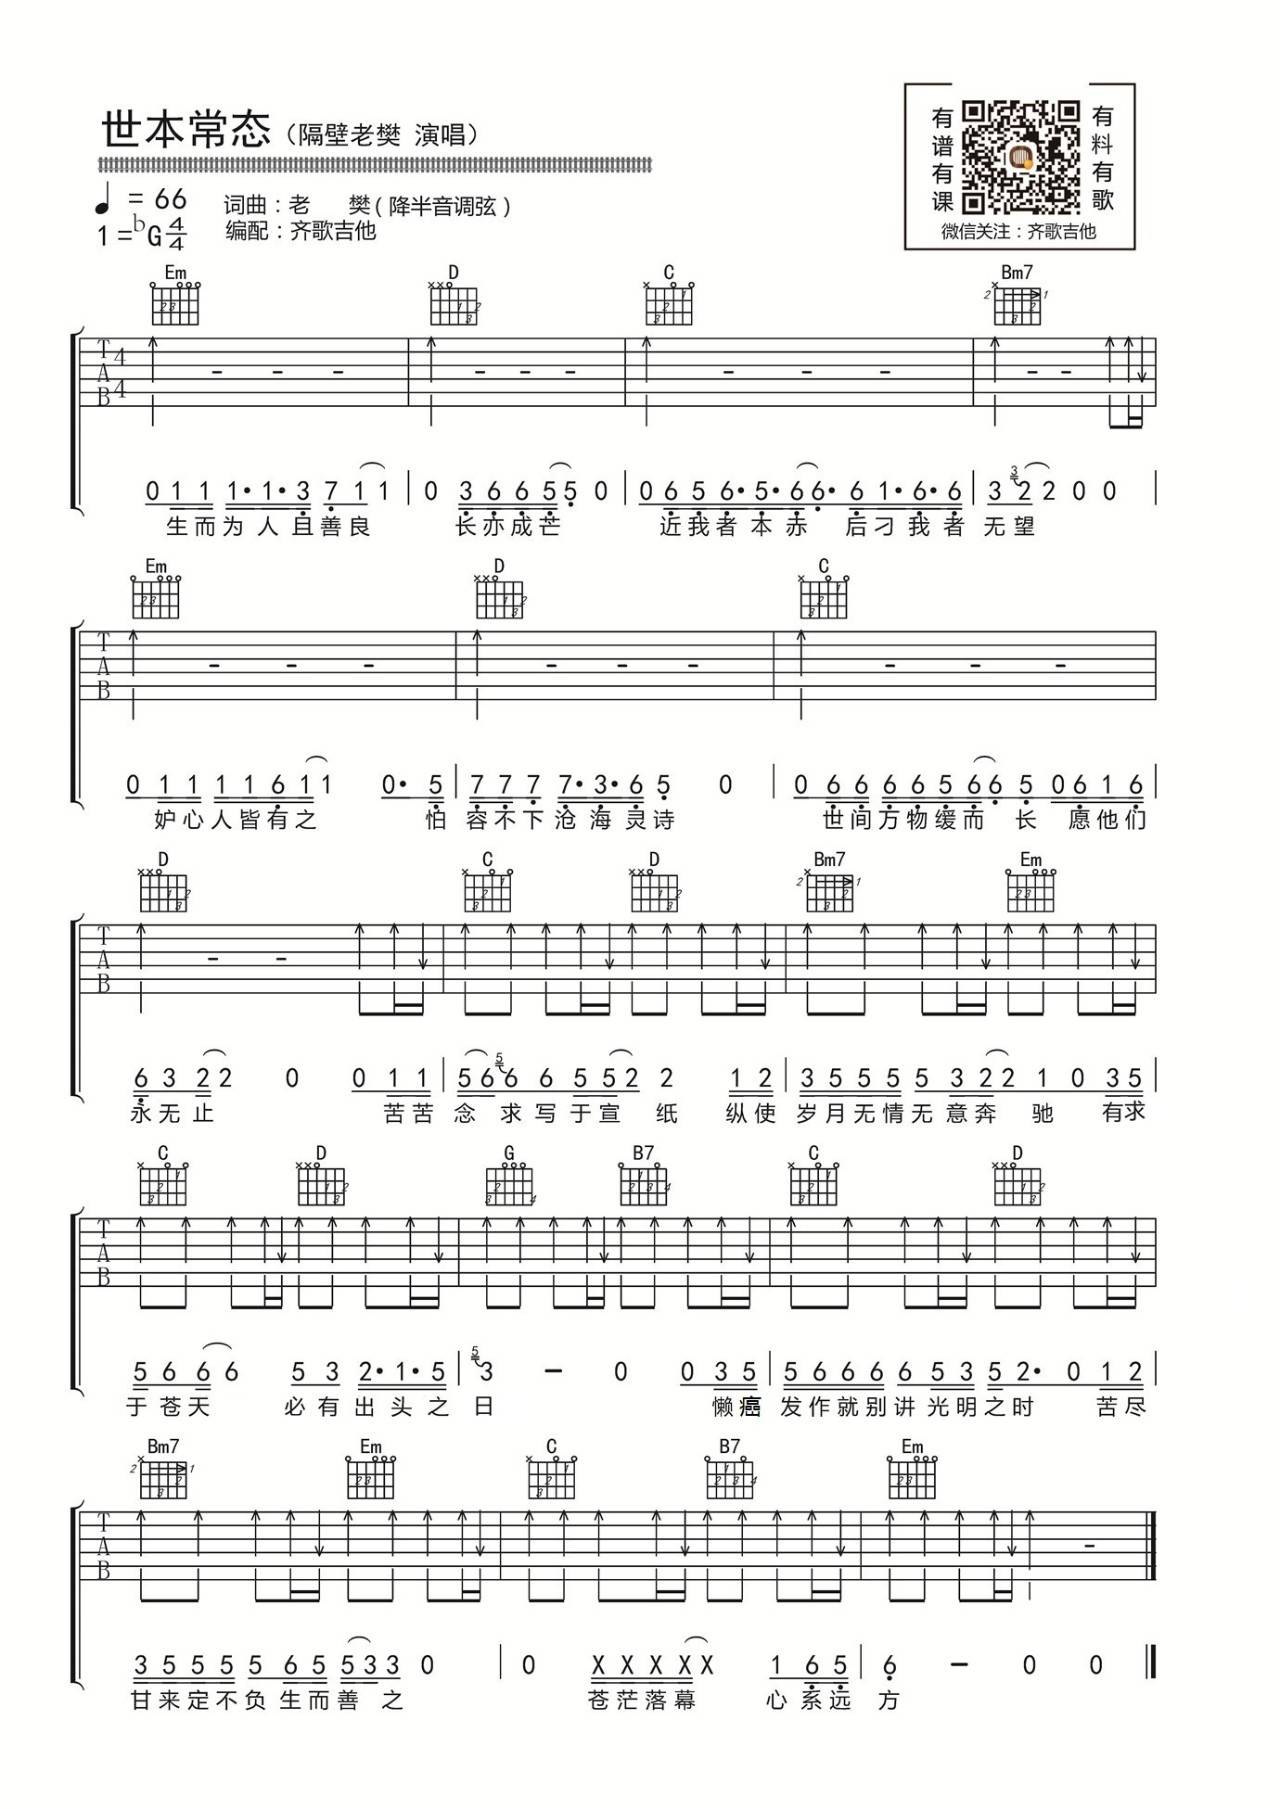 世本常态（隔壁老樊 演唱）
♩ = 66 词曲：老 樊（降半音调弦）
1=♭G 4/4 编配：齐歌吉他
有谱有课
有料有歌
微信关注：齐歌吉他
Em D C Bm7
2 1
T A B 4/4
0 1 1 1· 1· 3 7 1 1 | 0 3 6 6 5 5 0 | 0 6 5 6· 5· 6 6· 6 1· 6· 6 | 3 3 2 2 0 0 |
生而为人且善良 长亦成芒 近我者本赤 后刁我者无望
Em D C
T A B
0 1 1 1 1 6 1 1 0· 5 | 7 7 7 7· 3· 6 5 0 | 0 6 6 6 6 5 6 6 5 0 6 1 6 |
妒心人皆有之 怕容不下沧海灵诗 世间方物缓而长 愿他们
D C D Bm7 Em
2 1
T A B
6 3 2 2 0 0 1 1 | 5 6 5 6 6 5 5 2 2 1 2 | 3 5 5 5 5 3 2 2 1 0 3 5 |
永无止 苦苦念求写于宣纸 纵使岁月无情无意奔驰 有求
C D G B7 C D
T A B
5 6 6 6 5 3 2· 1· 5 | 5 3 － 0 0 3 5 | 5 6 6 6 6 5 3 5 2· 0 1 2 |
于苍天 必有出头之日 懒癌发作就别讲光明之时 苦尽
Bm7 Em C B7 Em
2 1
T A B
3 5 5 5 5 6 5 5 3 3 0 | 0 X X X X X 1 6 5 | 6 － 0 0
甘来定不负生而善之 苍茫落幕 心系远方